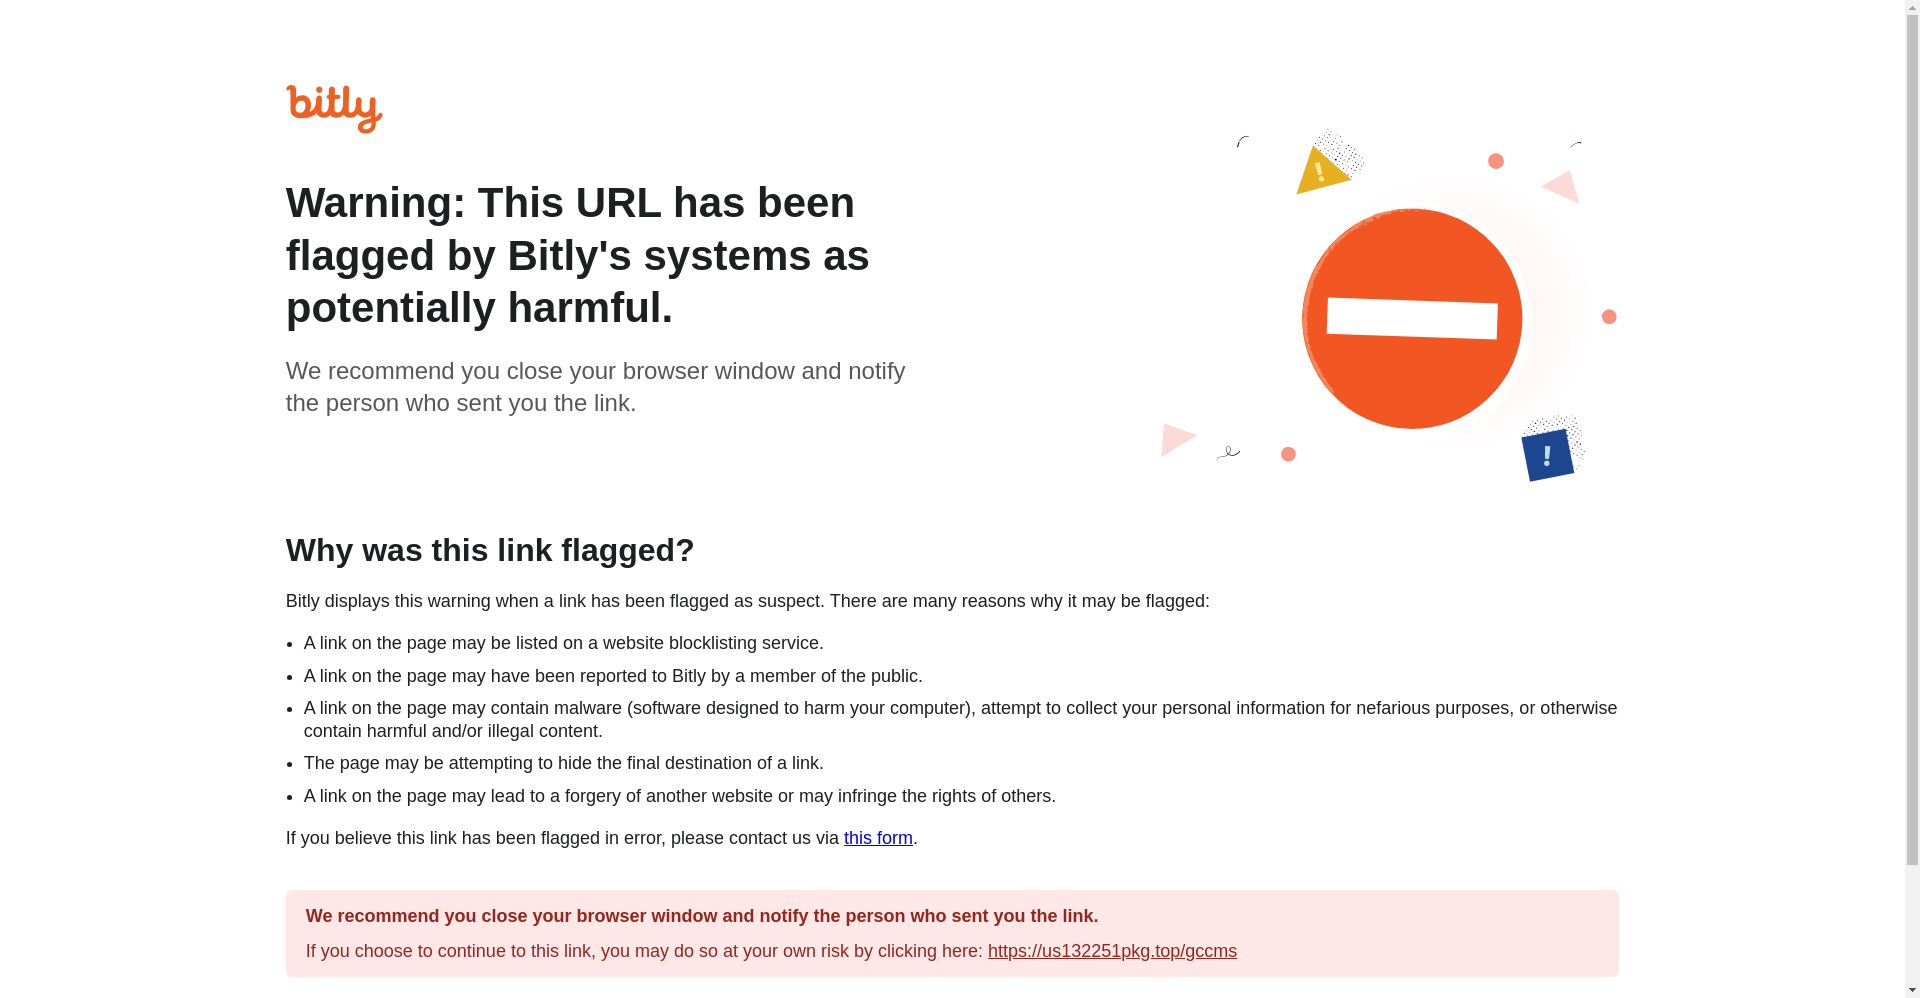 bitly
Warning: This URL has been
flagged by Bitly's systems as
potentially harmful.
We recommend you close your browser window and notify
the person who sent you the link.
!
!
Why was this link flagged?
Bitly displays this warning when a link has been flagged as suspect. There are many reasons why it may be flagged:
• A link on the page may be listed on a website blocklisting service.
• A link on the page may have been reported to Bitly by a member of the public.
• A link on the page may contain malware (software designed to harm your computer), attempt to collect your personal information for nefarious purposes, or otherwise
contain harmful and/or illegal content.
• The page may be attempting to hide the final destination of a link.
• A link on the page may lead to a forgery of another website or may infringe the rights of others.
If you believe this link has been flagged in error, please contact us via this form.
We recommend you close your browser window and notify the person who sent you the link.
If you choose to continue to this link, you may do so at your own risk by clicking here: https://us132251pkg.top/gccms